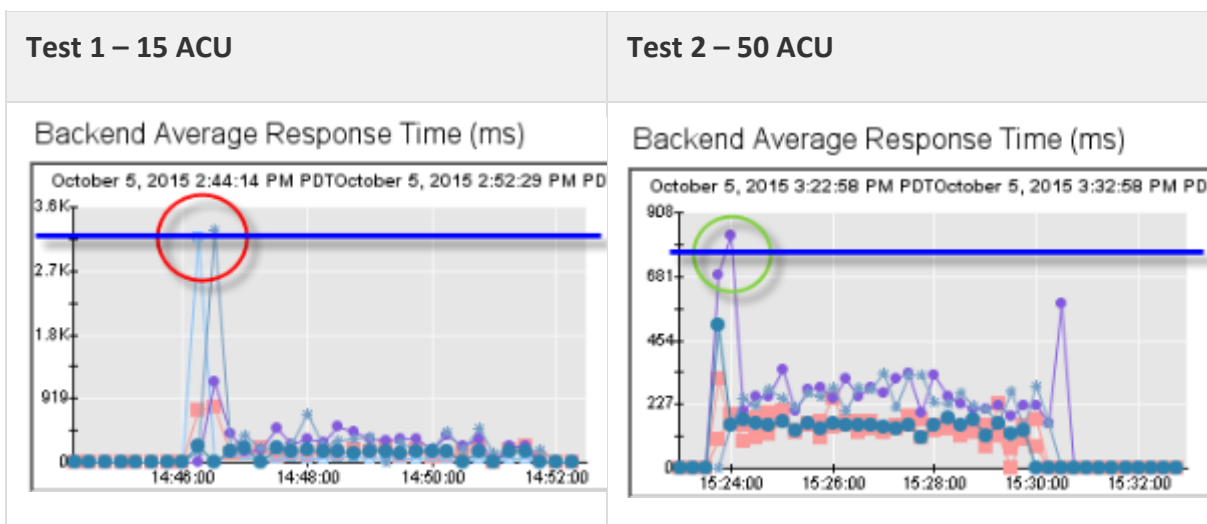 Test 1 – 15 ACU
Backend Average Response Time (ms)
October 5, 2015 2:44:14 PM PDTOctober 5, 2015 2:52:29 PM PD
3.6K
2.7K
1.8K
919
0
14:46:00 14:48:00 14:50:00 14:52:00
Test 2 – 50 ACU
Backend Average Response Time (ms)
October 5, 2015 3:22:58 PM PDTOctober 5, 2015 3:32:58 PM PD
908
681
454
227
0
15:24:00 15:26:00 15:28:00 15:30:00 15:32:00